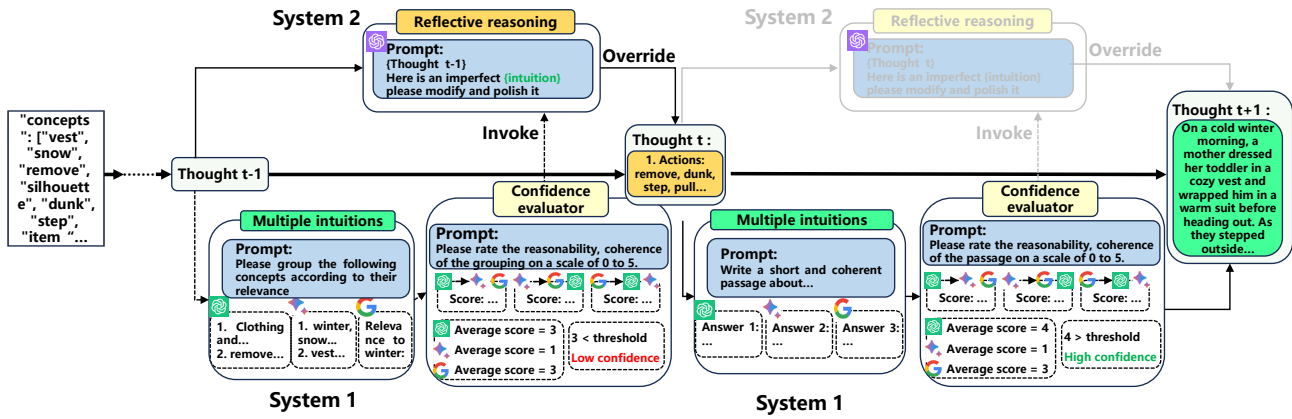 System 2
Reflective reasoning
Prompt:
{Thought t-1}
Here is an imperfect {intuition}
please modify and polish it
Override
Invoke
System 2
Reflective reasoning
Prompt:
{Thought t}
Here is an imperfect {intuition}
please modify and polish it
Override
Invoke
"concepts
": ["vest",
"snow",
"remove",
"silhouett
e", "dunk",
"step",
"item "...
Thought t-1
Thought t :
1. Actions:
remove, dunk,
step, pull...
Thought t+1 :
On a cold winter
morning, a
mother dressed
her toddler in a
cozy vest and
wrapped him in a
warm suit before
heading out. As
they stepped
outside...
Multiple intuitions
Prompt:
Please group the following
concepts according to their
relevance
1. Clothing
and...
2. remove...
1. winter,
snow...
2. vest...
Releva
nce to
winter:
Confidence
evaluator
Prompt:
Please rate the reasonability, coherence
of the grouping on a scale of 0 to 5.
Score: ...
Score: ...
Score: ...
Average score = 3
Average score = 1
Average score = 3
3 < threshold
Low confidence
System 1
Multiple intuitions
Prompt:
Write a short and coherent
passage about...
Answer 1:
...
Answer 2:
...
Answer 3:
...
Confidence
evaluator
Prompt:
Please rate the reasonability, coherence
of the passage on a scale of 0 to 5.
Score: ...
Score: ...
Score: ...
Average score = 4
Average score = 1
Average score = 3
4 > threshold
High confidence
System 1